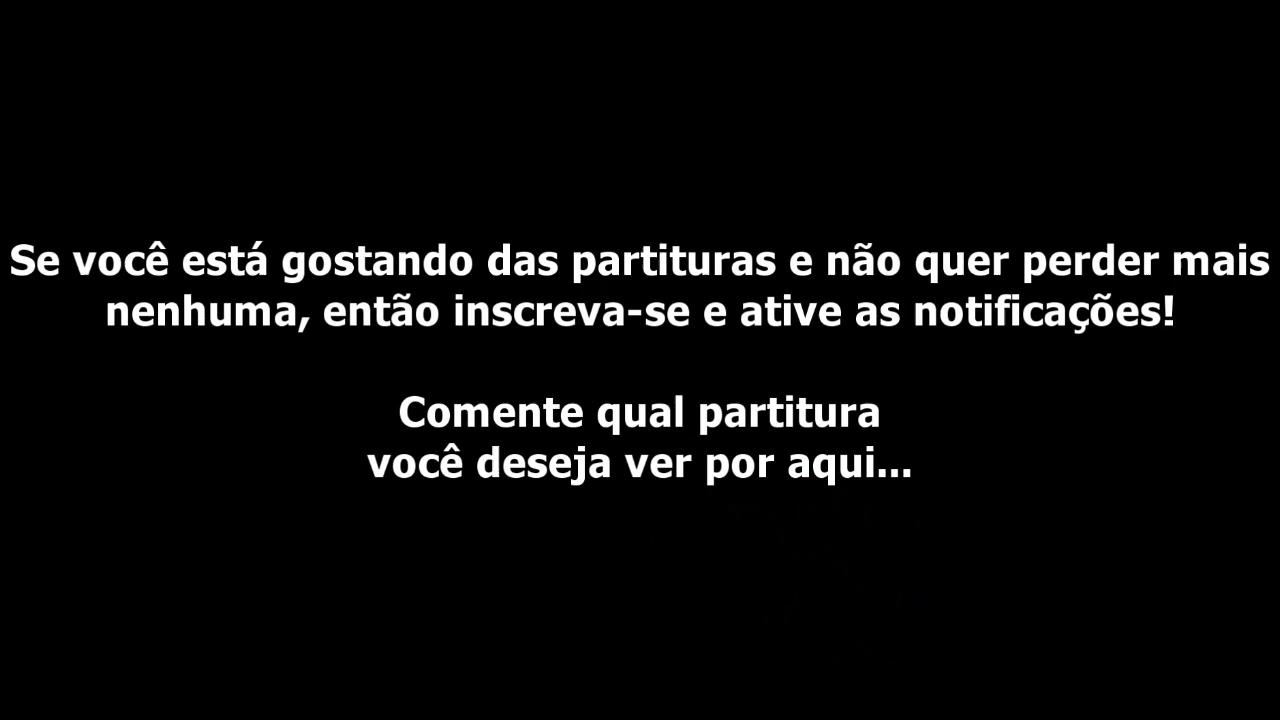 Se você está gostando das partituras e não quer perder mais
nenhuma, então inscreva-se e ative as notificações!
Comente qual partitura
você deseja ver por aqui...